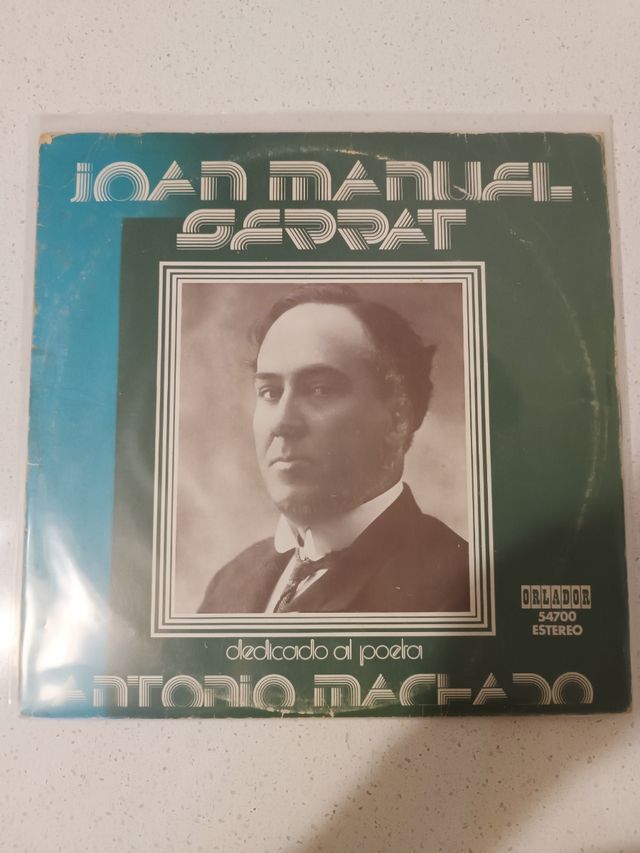 JOAN MANUEL
SERRAT
dedicado al poeta
ANTONIO MACHADO
ORLADOR
54700
ESTEREO